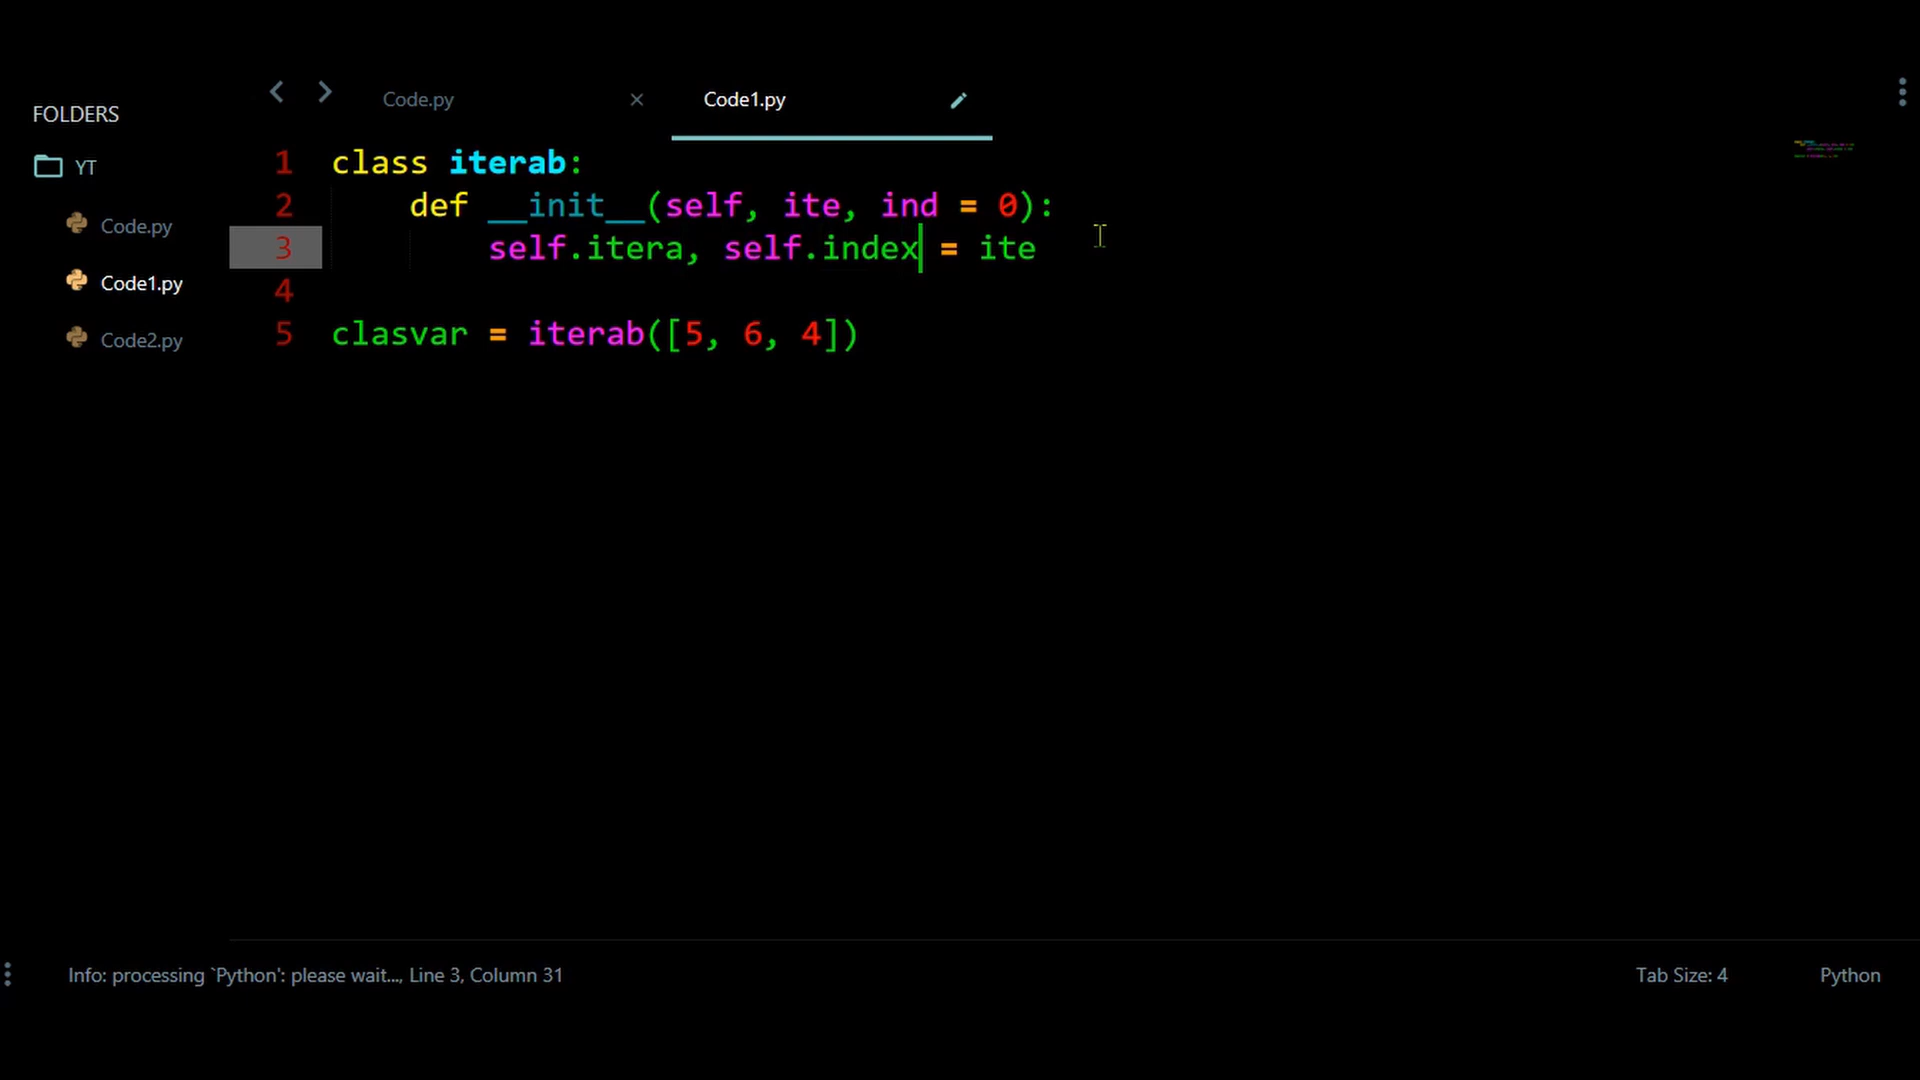 FOLDERS
YT
Code.py
Code1.py
Code2.py
Code.py
Code1.py
1 class iterab:
2     def __init__(self, ite, ind = 0):
3         self.itera, self.index = ite
4
5 clasvar = iterab([5, 6, 4])
Info: processing `Python': please wait..., Line 3, Column 31
Tab Size: 4
Python